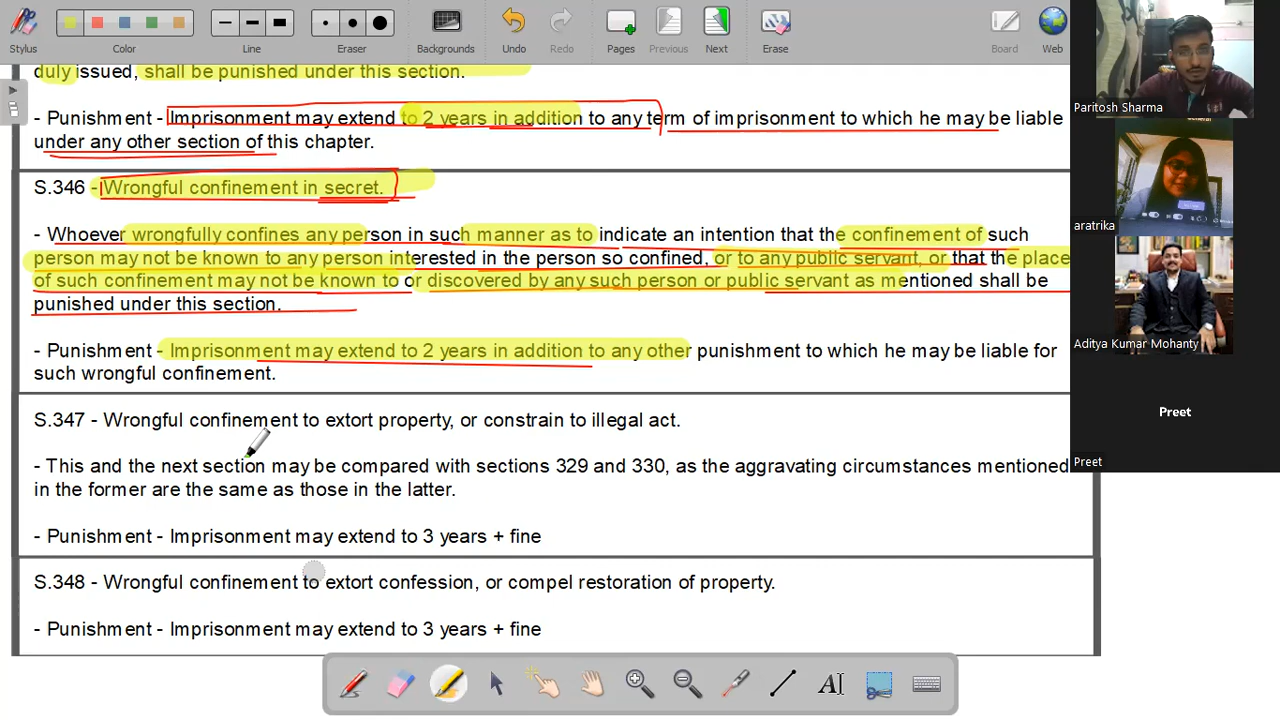 Stylus
Color
Line
Eraser
Backgrounds
Undo
Redo
Pages
Previous
Next
Erase
Board
Web
duly issued, shall be punished under this section.
- Punishment - Imprisonment may extend to 2 years in addition to any term of imprisonment to which he may be liable
under any other section of this chapter.
S.346 - Wrongful confinement in secret.
- Whoever wrongfully confines any person in such manner as to indicate an intention that the confinement of such
person may not be known to any person interested in the person so confined, or to any public servant, or that the place
of such confinement may not be known to or discovered by any such person or public servant as mentioned shall be
punished under this section.
- Punishment - Imprisonment may extend to 2 years in addition to any other punishment to which he may be liable for
such wrongful confinement.
S.347 - Wrongful confinement to extort property, or constrain to illegal act.
- This and the next section may be compared with sections 329 and 330, as the aggravating circumstances mentioned
in the former are the same as those in the latter.
- Punishment - Imprisonment may extend to 3 years + fine
S.348 - Wrongful confinement to extort confession, or compel restoration of property.
- Punishment - Imprisonment may extend to 3 years + fine
Paritosh Sharma
aratrika
Aditya Kumar Mohanty
Preet
Preet
AI